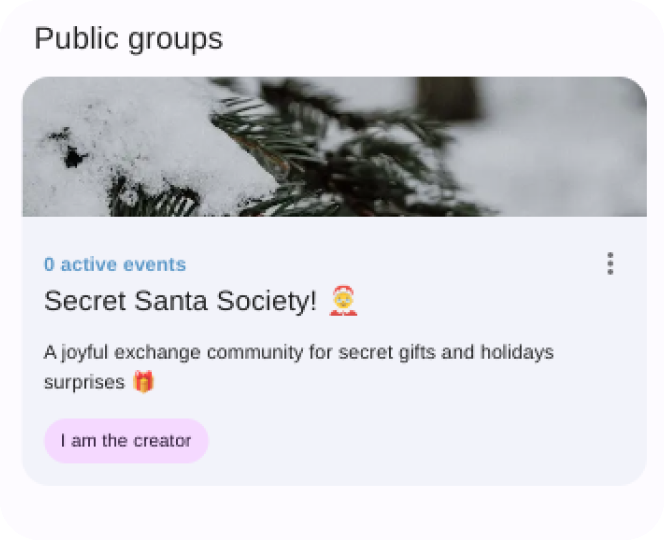 Public groups
0 active events
Secret Santa Society! 🤶
A joyful exchange community for secret gifts and holidays
surprises 🎁
I am the creator